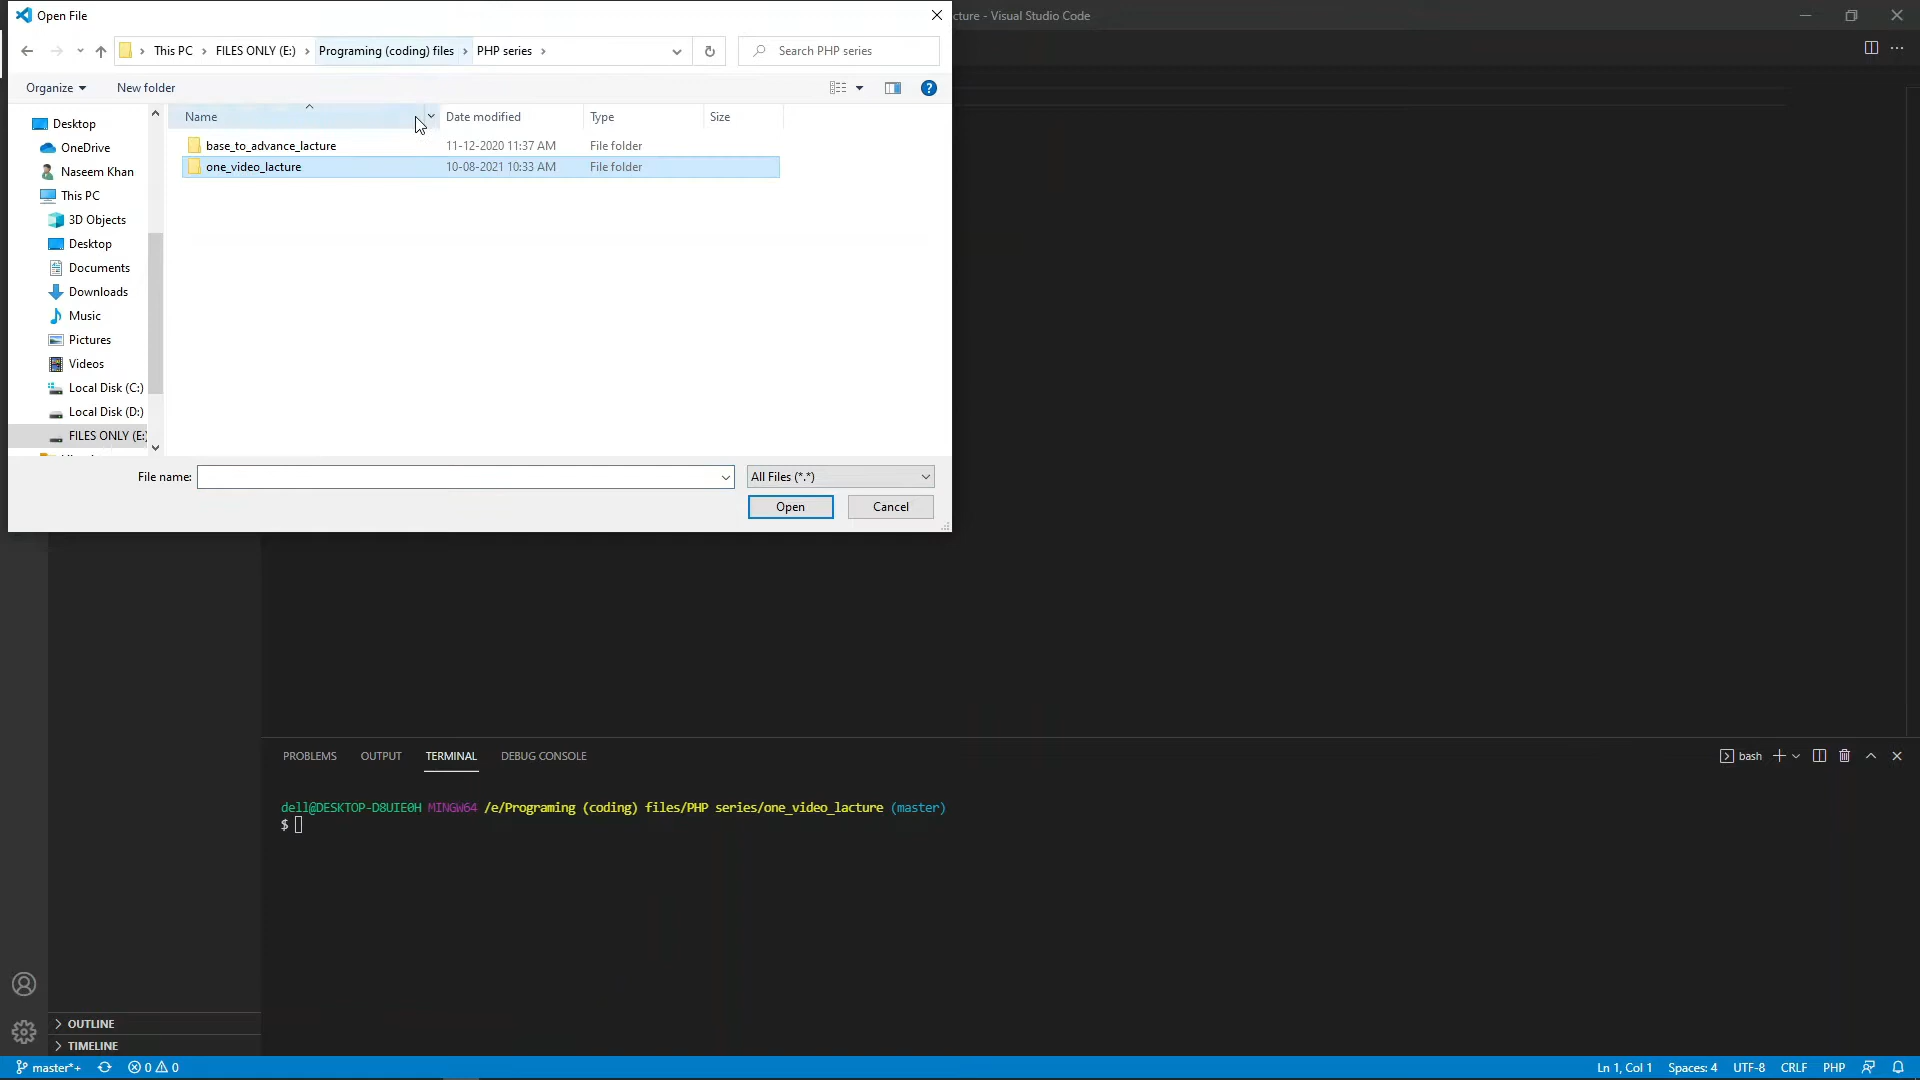 Open File
cture - Visual Studio Code
This PC > FILES ONLY (E:) > Programing (coding) files > PHP series >
Search PHP series
Organize
New folder
Name
Date modified
Type
Size
Desktop
OneDrive
Naseem Khan
This PC
3D Objects
Desktop
Documents
Downloads
Music
Pictures
Videos
Local Disk (C:)
Local Disk (D:)
FILES ONLY (E:)
base_to_advance_lacture 11-12-2020 11:37 AM File folder
one_video_lacture 10-08-2021 10:33 AM File folder
File name:
All Files (*.*)
Open
Cancel
PROBLEMS OUTPUT TERMINAL DEBUG CONSOLE
bash
dell@DESKTOP-D8UIE0H MINGW64 /e/Programing (coding) files/PHP series/one_video_lacture (master)
$
OUTLINE
TIMELINE
master*+ 0 0
Ln 1, Col 1 Spaces: 4 UTF-8 CRLF PHP